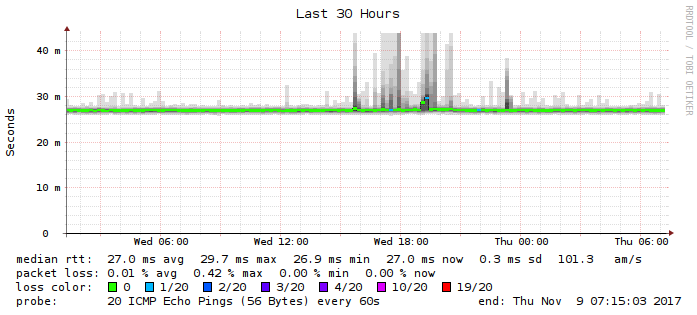 Last 30 Hours
RRDTOOL / TOBI OETIKER
Seconds
40 m
30 m
20 m
10 m
0
Wed 06:00 Wed 12:00 Wed 18:00 Thu 00:00 Thu 06:00
median rtt: 27.0 ms avg 29.7 ms max 26.9 ms min 27.0 ms now 0.3 ms sd 101.3 am/s
packet loss: 0.01 % avg 0.42 % max 0.00 % min 0.00 % now
loss color: 0 1/20 2/20 3/20 4/20 10/20 19/20
probe: 20 ICMP Echo Pings (56 Bytes) every 60s end: Thu Nov 9 07:15:03 2017